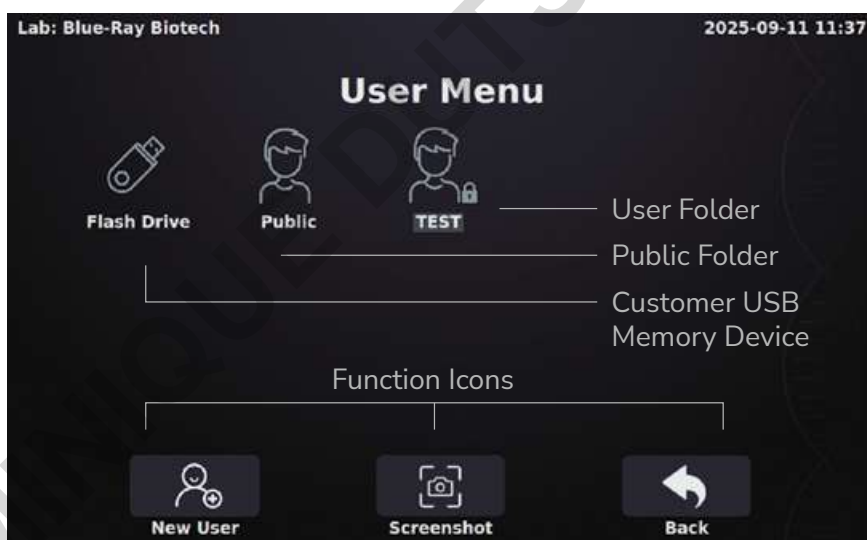 Lab: Blue-Ray Biotech
2025-09-11 11:37
User Menu
Flash Drive
Public
TEST
User Folder
Public Folder
Customer USB
Memory Device
Function Icons
New User
Screenshot
Back